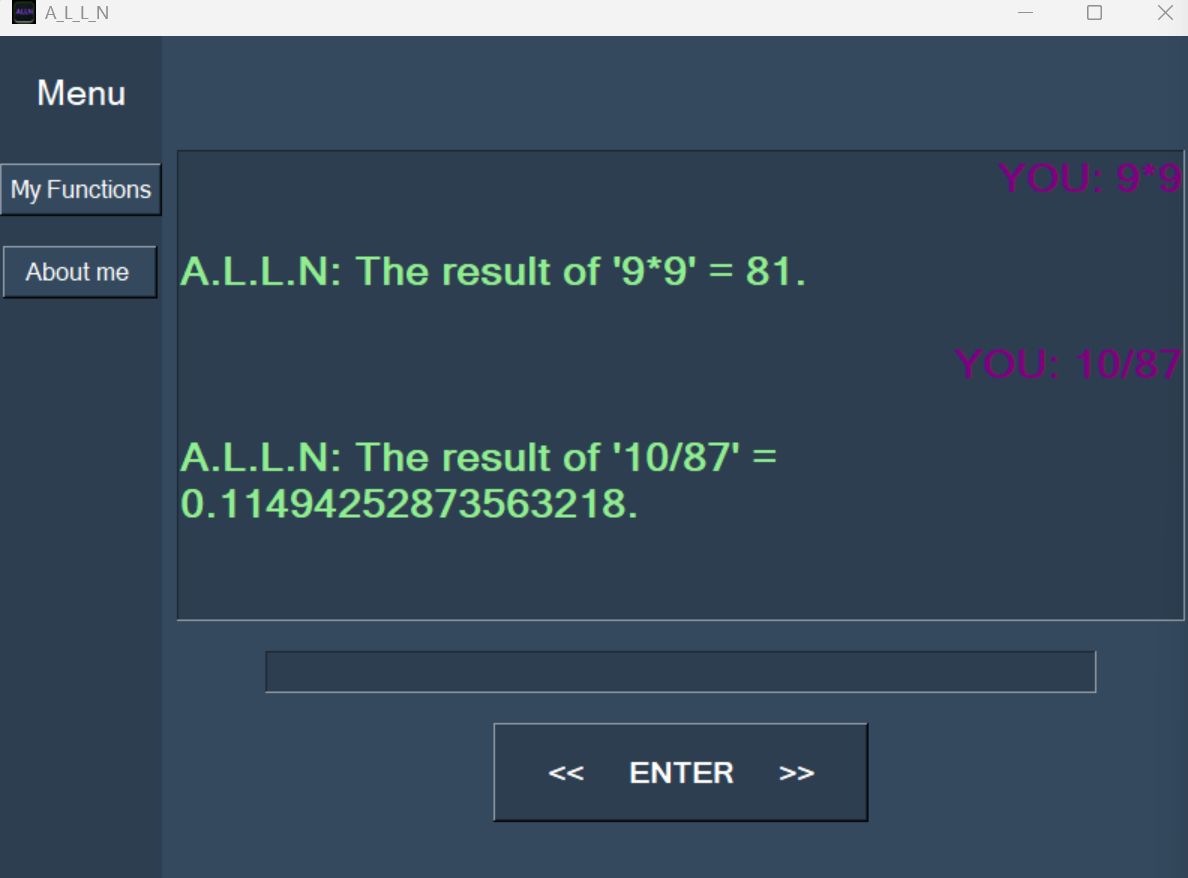 ALLN A_L_L_N
Menu
My Functions
About me
YOU: 9*9
A.L.L.N: The result of '9*9' = 81.
YOU: 10/87
A.L.L.N: The result of '10/87' =
0.11494252873563218.
<< ENTER >>